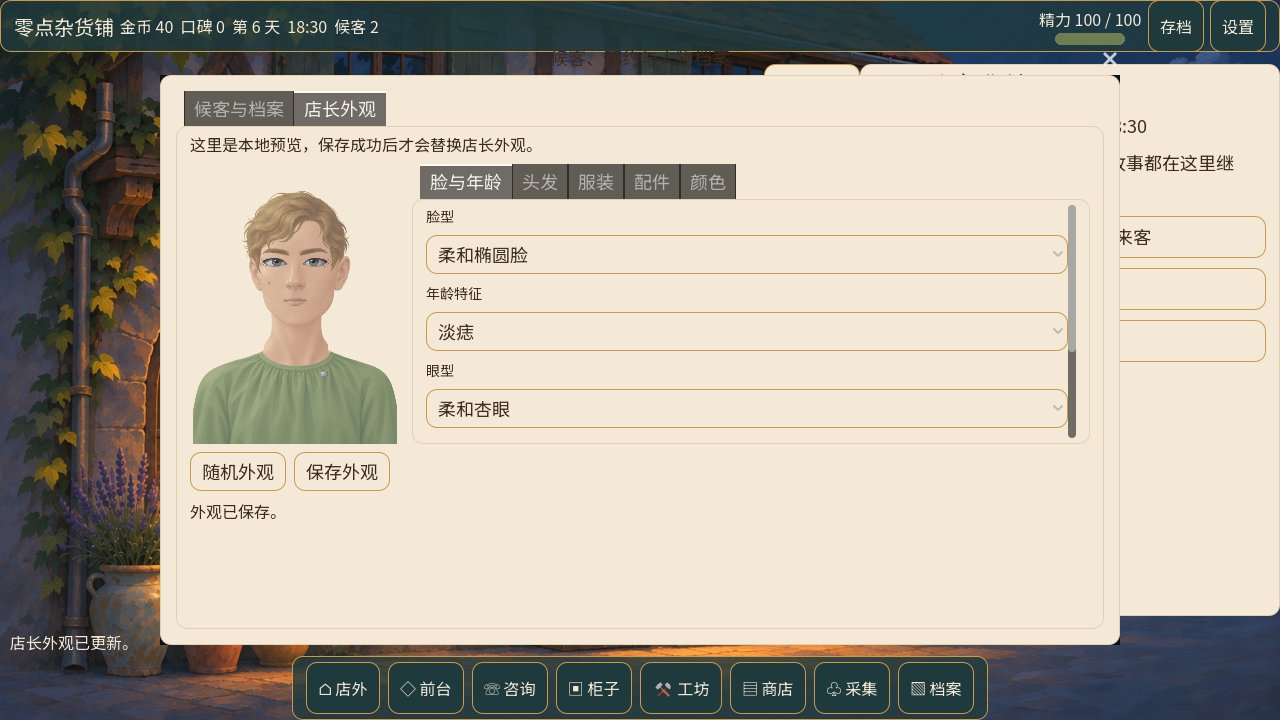 零点杂货铺 金币 40 口碑 0 第 6 天 18:30 候客 2
精力 100 / 100
存档
设置
候客与档案
店长外观
这里是本地预览，保存成功后才会替换店长外观。
脸与年龄
头发
服装
配件
颜色
脸型
柔和椭圆脸
年龄特征
淡痣
眼型
柔和杏眼
随机外观
保存外观
外观已保存。
:30
事都在这里继
来客
店长外观已更新。
店外
前台
咨询
柜子
工坊
商店
采集
档案